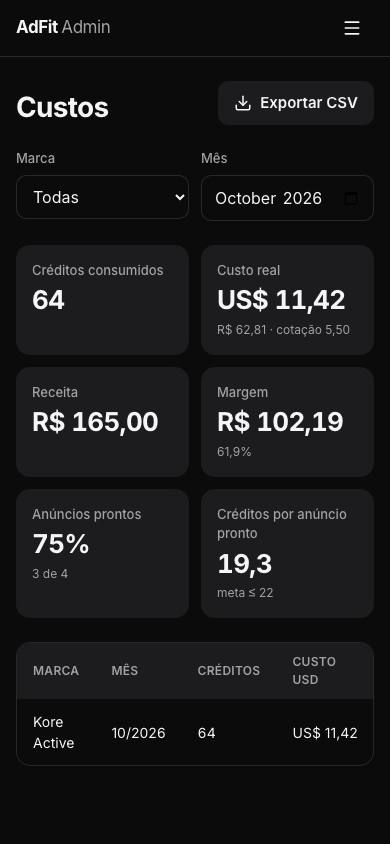 AdFit Admin
Custos
Exportar CSV
Marca
Mês
Todas
October 2026
Créditos consumidos
64
Custo real
US$ 11,42
R$ 62,81 · cotação 5,50
Receita
R$ 165,00
Margem
R$ 102,19
61,9%
Anúncios prontos
75%
3 de 4
Créditos por anúncio
pronto
19,3
meta ≤ 22
MARCA
MÊS
CRÉDITOS
CUSTO
USD
Kore
Active
10/2026
64
US$ 11,42